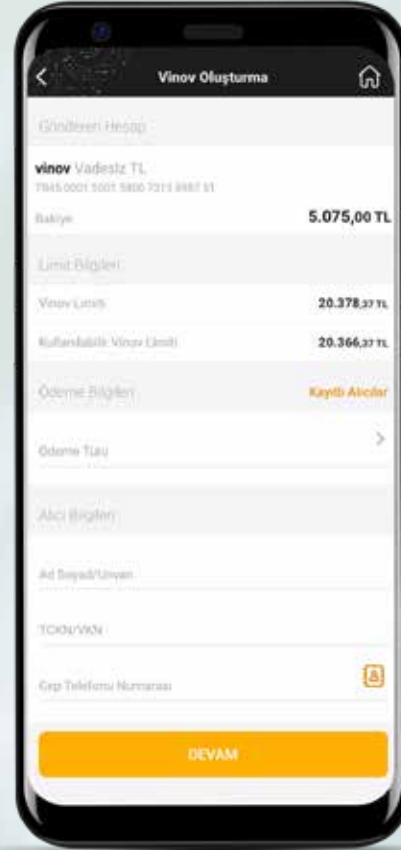 Vinov Oluşturma
Gönderen Hesap
vinov Vadesiz TL
Bakiye 5.075,00 TL
Limit Bilgileri
Vinov Limiti 20.378,37 TL
Kullanılabilir Vinov Limiti 20.366,37 TL
Ödeme Bilgileri Kayıtlı Alıcılar
Ödeme Türü
Alıcı Bilgileri
Ad Soyad/Unvan
TCKN/VKN
Cep Telefonu Numarası
DEVAM